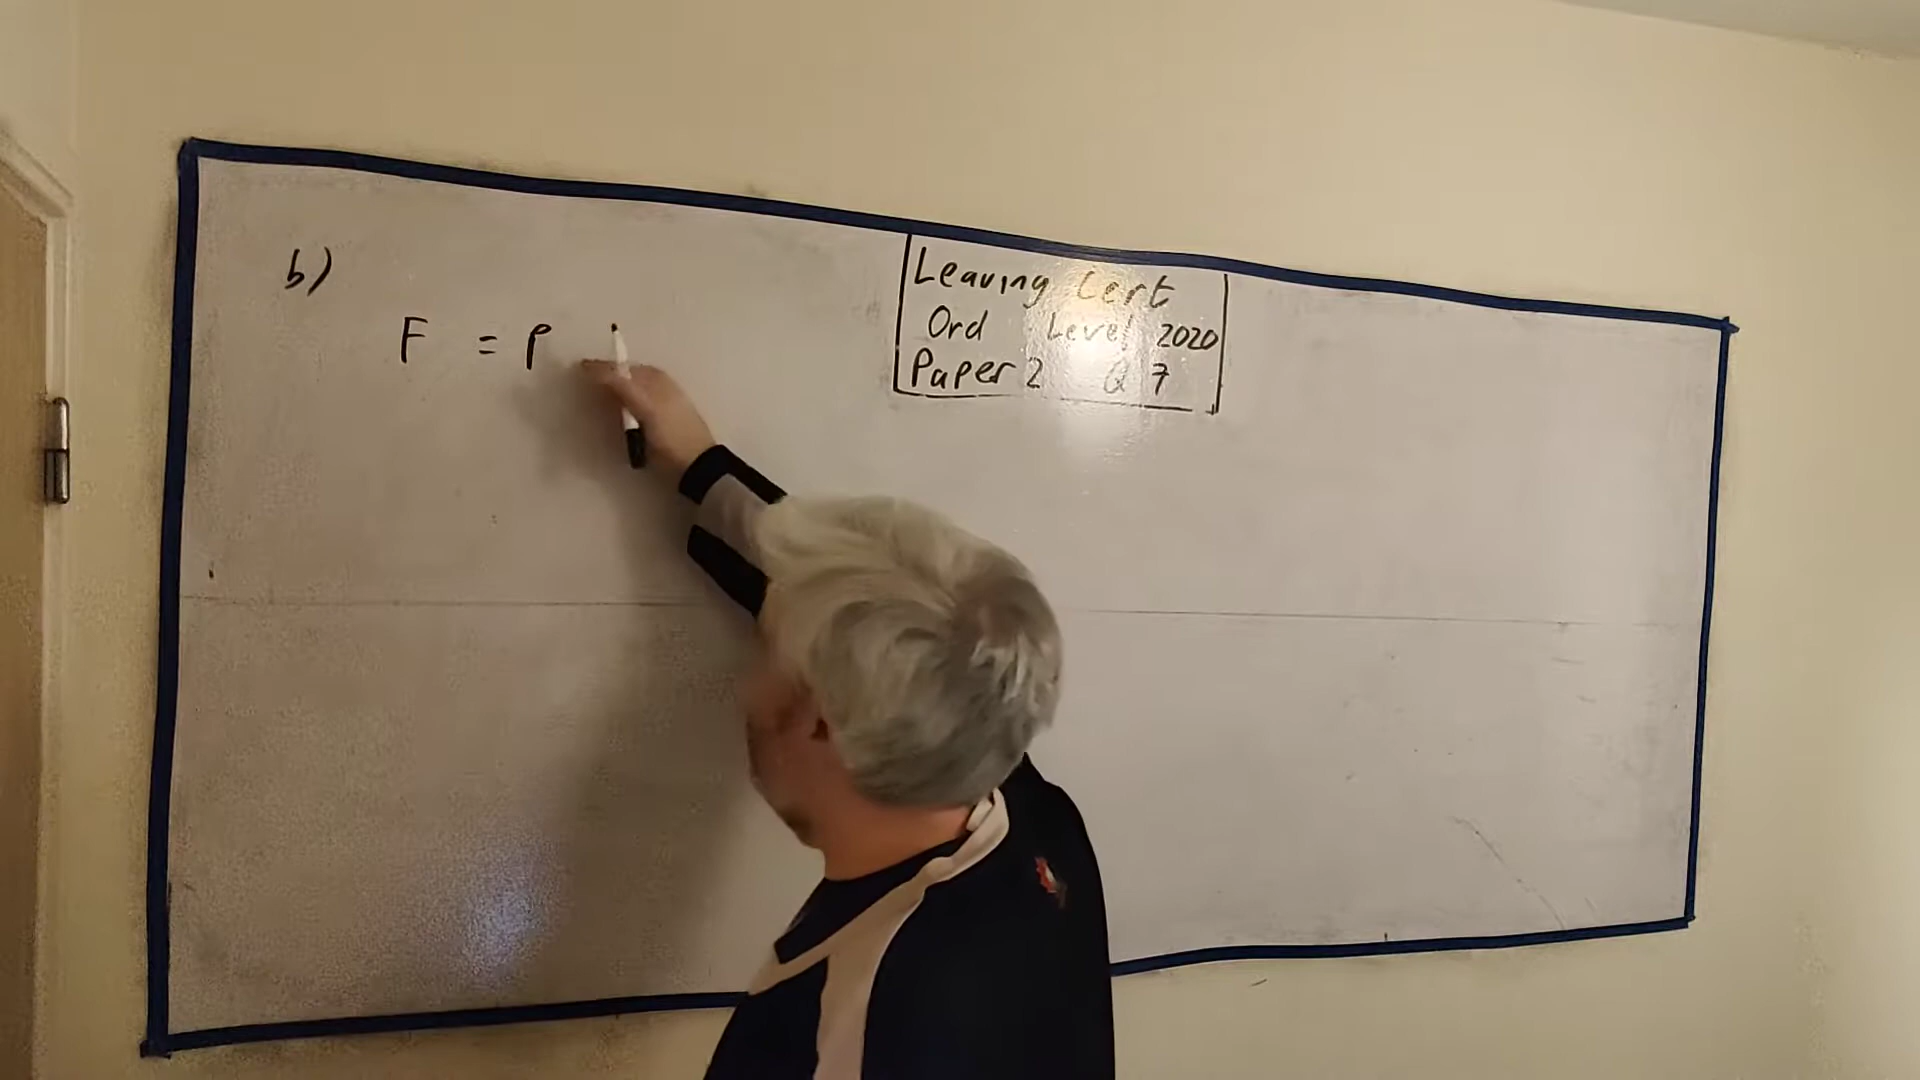 b)
F = P
Leaving Cert
Ord Level 2020
Paper 2 Q 7